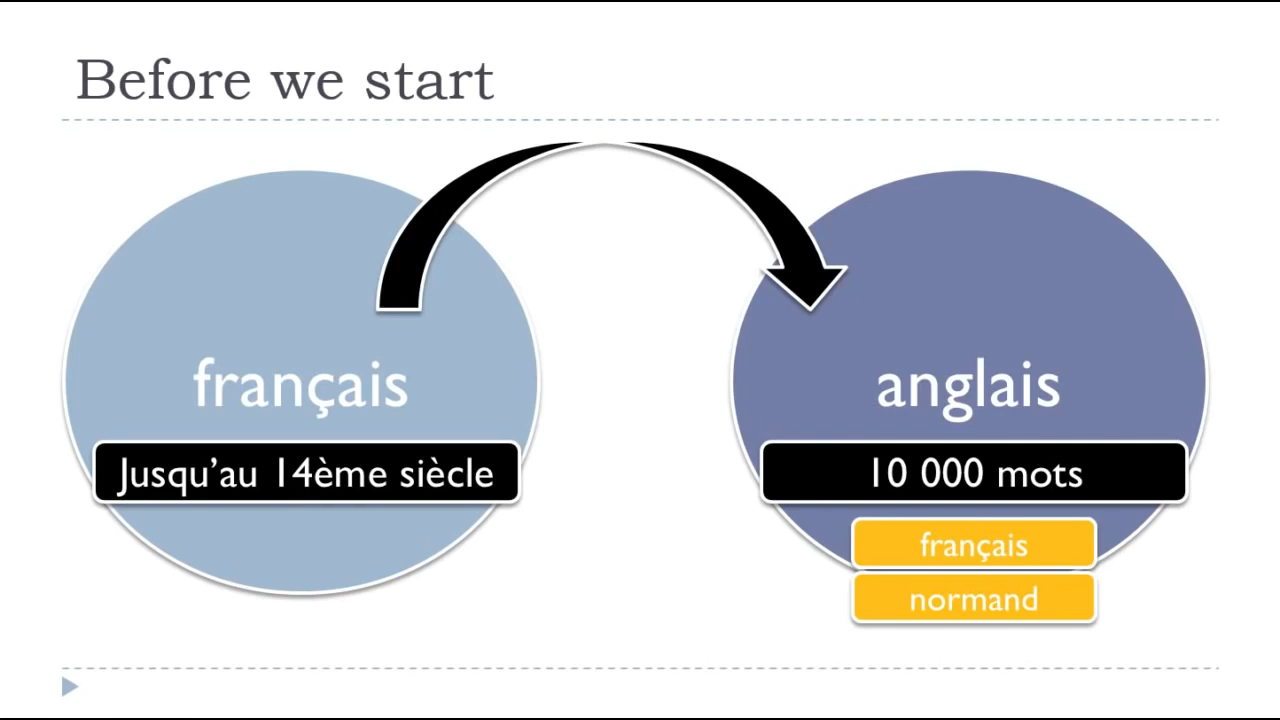 Before we start
français
Jusqu’au 14ème siècle
anglais
10 000 mots
français
normand